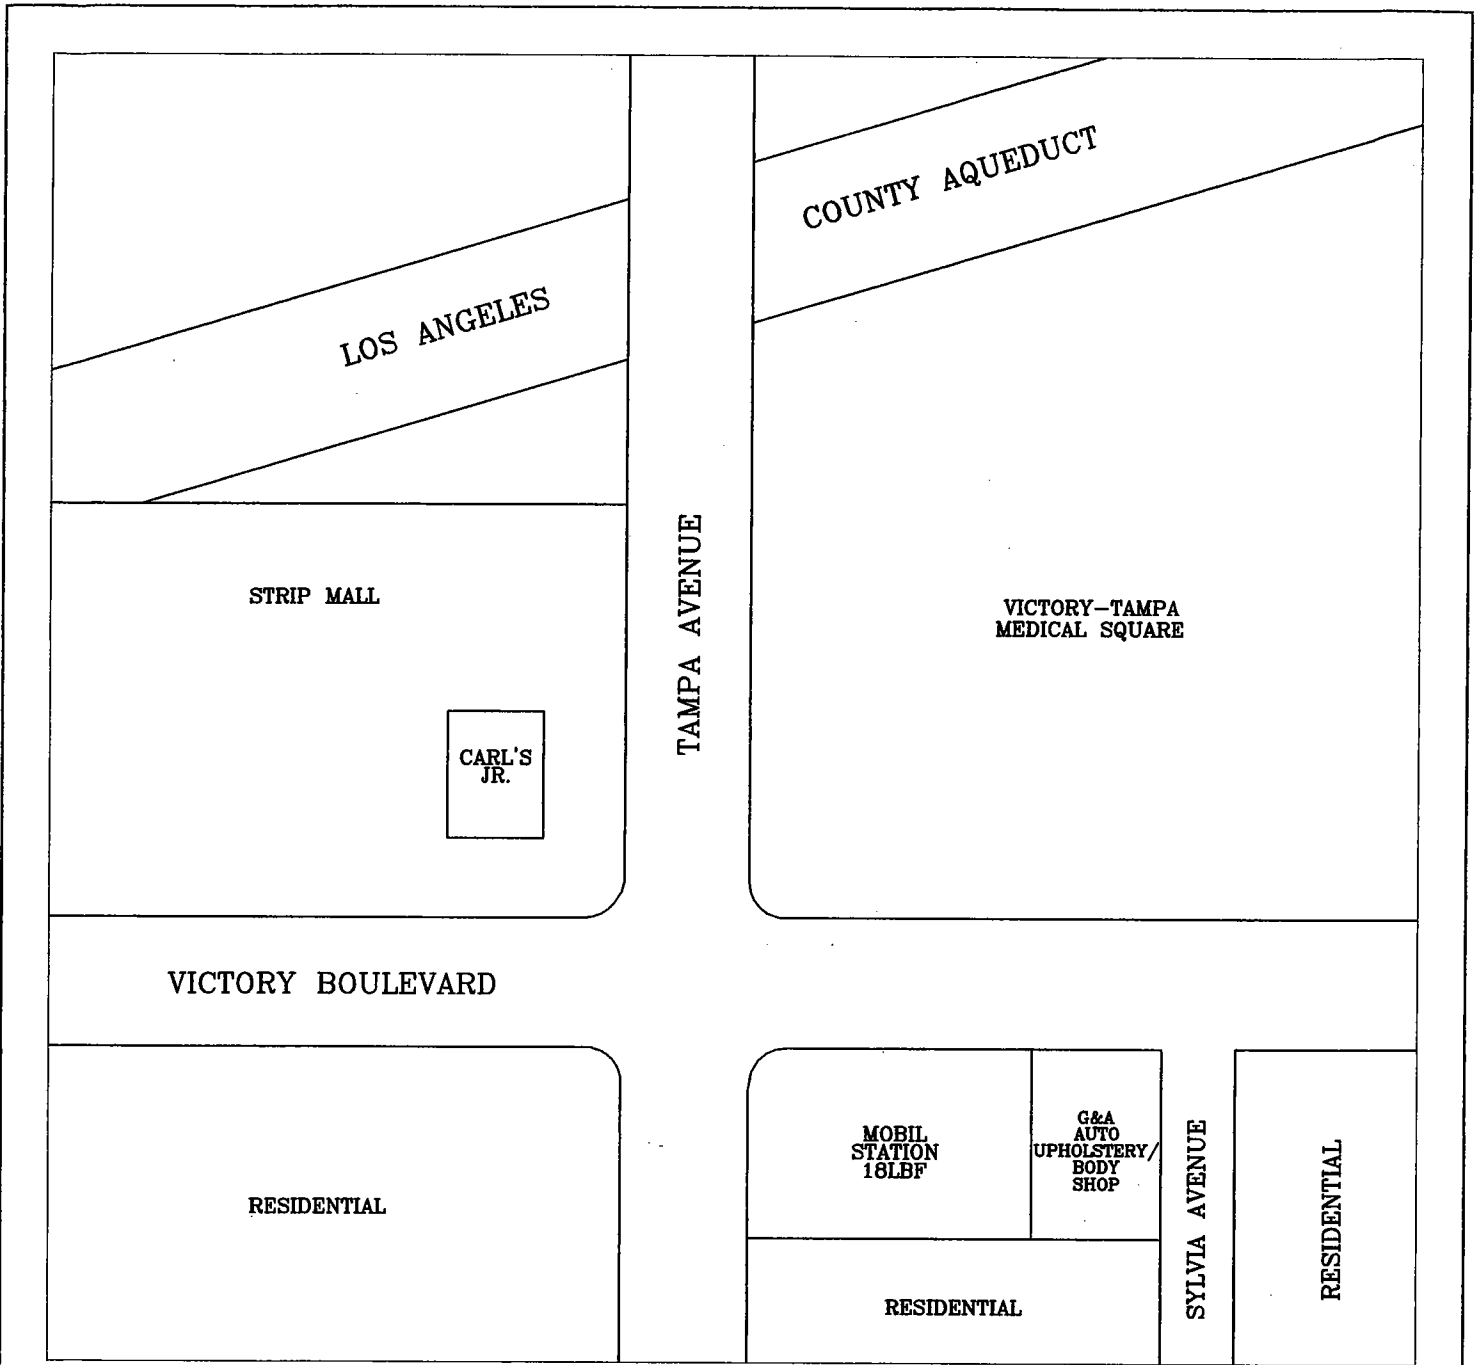 COUNTY AQUEDUCT
LOS ANGELES
TAMPA AVENUE
STRIP MALL
VICTORY-TAMPA
MEDICAL SQUARE
CARL'S
JR.
VICTORY BOULEVARD
MOBIL
STATION
18LBF
G&A
AUTO
UPHOLSTERY/
BODY
SHOP
SYLVIA AVENUE
RESIDENTIAL
RESIDENTIAL
RESIDENTIAL